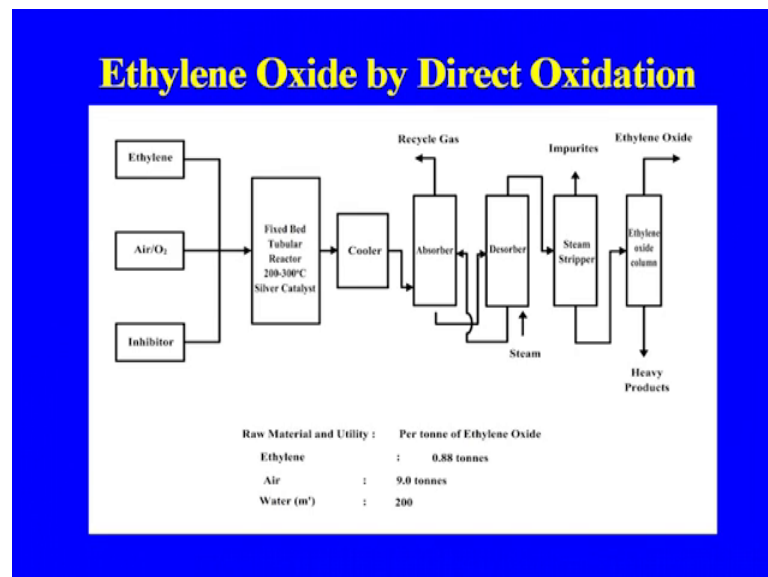 Ethylene Oxide by Direct Oxidation
Recycle Gas
Impurites
Ethylene Oxide
Ethylene
Air/O₂
Inhibitor
Fixed Bed
Tubular
Reactor
200-300°C
Silver Catalyst
Cooler
Absorber
Desorber
Steam
Stripper
Ethylene
oxide
column
Steam
Heavy
Products
Raw Material and Utility : Per tonne of Ethylene Oxide
Ethylene : 0.88 tonnes
Air : 9.0 tonnes
Water (m') : 200